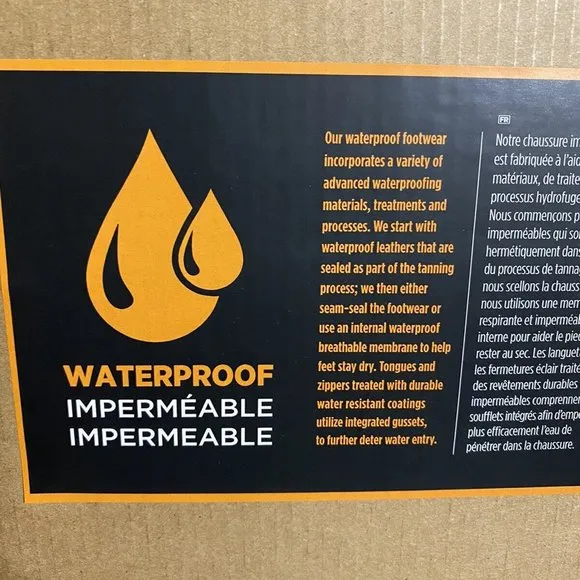 WATERPROOF
IMPERMÉABLE
IMPERMEABLE
Our waterproof footwear
incorporates a variety of
advanced waterproofing
materials, treatments and
processes. We start with
waterproof leathers that are
sealed as part of the tanning
process; we then either
seam-seal the footwear or
use an internal waterproof
breathable membrane to help
feet stay dry. Tongues and
zippers treated with durable
water resistant coatings
utilize integrated gussets,
to further deter water entry.
FR
Notre chaussure im
est fabriquée à l'aid
matériaux, de traite
processus hydrofuge
Nous commençons p
imperméables qui so
hermétiquement dans
du processus de tanna
nous scellons la chauss
nous utilisons une mem
respirante et imperméab
interne pour aider le pied
rester au sec. Les languet
les fermetures éclair traité
des revêtements durables
imperméables comprennen
soufflets intégrés afin d'empê
plus efficacement l'eau de
pénétrer dans la chaussure.